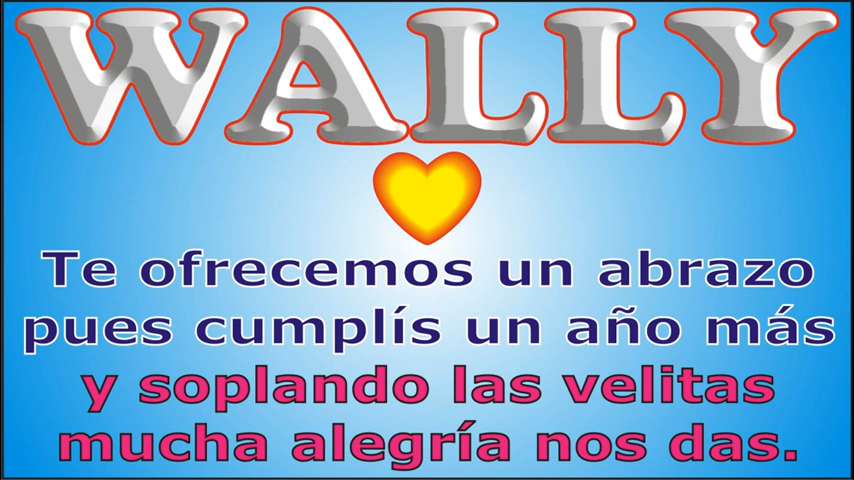 WALLY
Te ofrecemos un abrazo
pues cumplís un año más
y soplando las velitas
mucha alegría nos das.